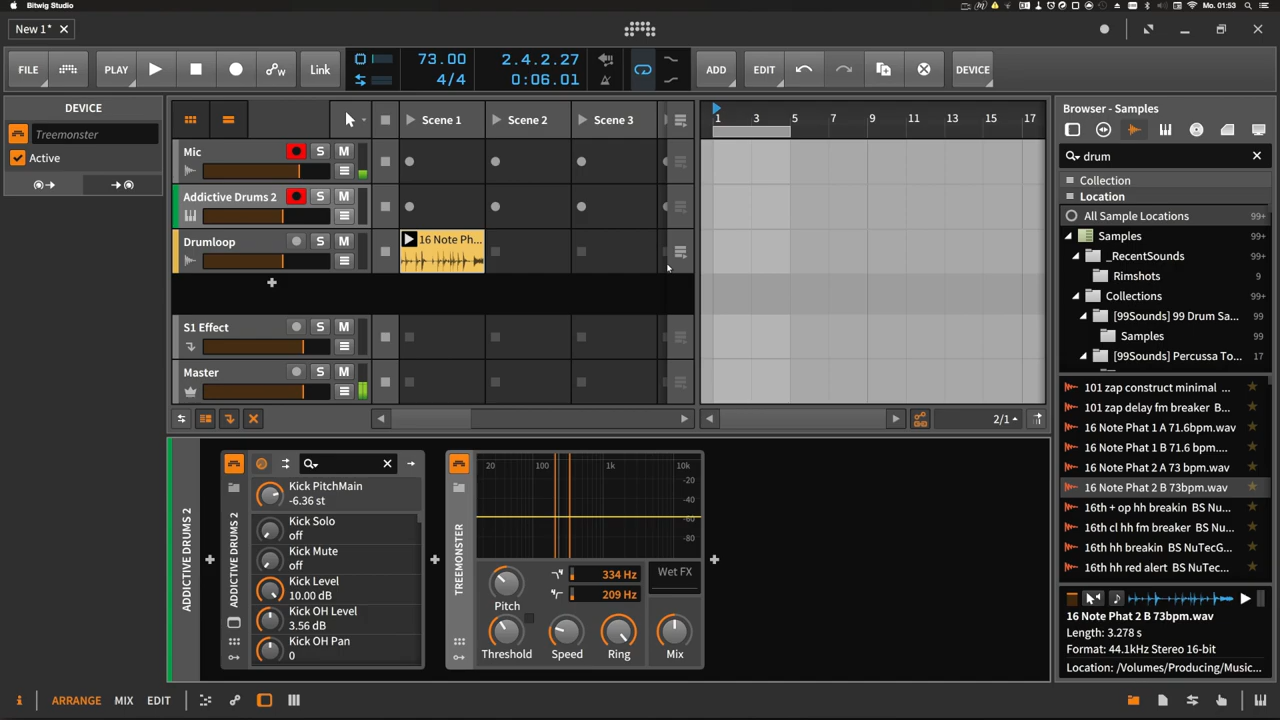 Bitwig Studio
Mo. 01:53
New 1*
FILE
PLAY
Link
73.00
4/4
2.4.2.27
0:06.01
ADD
EDIT
DEVICE
DEVICE
Treemonster
Active
Scene 1
Scene 2
Scene 3
1 3 5 7 9 11 13 15 17
Mic
S M
Addictive Drums 2
S M
Drumloop
S M
16 Note Ph...
S1 Effect
S M
Master
S M
2/1
Browser - Samples
drum
Collection
Location
All Sample Locations 99+
Samples 99+
_RecentSounds 99+
Rimshots 9
Collections 99+
[99Sounds] 99 Drum Sa... 99+
Samples 99+
[99Sounds] Percussa To... 17
101 zap construct minimal ...
101 zap delay fm breaker B...
16 Note Phat 1 A 71.6bpm.wav
16 Note Phat 1 B 71.6 bpm....
16 Note Phat 2 A 73 bpm.wav
16 Note Phat 2 B 73bpm.wav
16th + op hh breakin BS Nu...
16th cl hh fm breaker BS N...
16th hh breakin BS NuTecG...
16th hh red alert BS NuTec...
16 Note Phat 2 B 73bpm.wav
Length: 3.278 s
Format: 44.1kHz Stereo 16-bit
Location: /Volumes/Producing/Music...
ADDICTIVE DRUMS 2
ADDICTIVE DRUMS 2
Kick PitchMain
-6.36 st
Kick Solo
off
Kick Mute
off
Kick Level
10.00 dB
Kick OH Level
3.56 dB
Kick OH Pan
0
TREEMONSTER
20 100 1k 10k
-20
-40
-60
-80
Pitch
334 Hz
209 Hz
Wet FX
Threshold
Speed
Ring
Mix
i
ARRANGE
MIX
EDIT